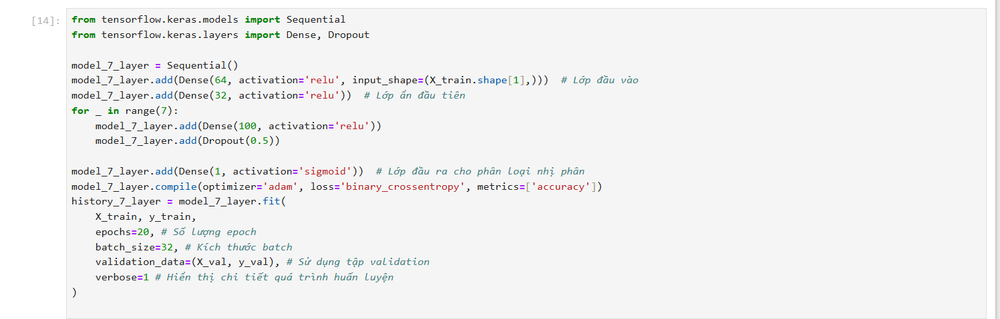 [14]:
from tensorflow.keras.models import Sequential
from tensorflow.keras.layers import Dense, Dropout
model_7_layer = Sequential()
model_7_layer.add(Dense(64, activation='relu', input_shape=(X_train.shape[1],)))  # Lớp đầu vào
model_7_layer.add(Dense(32, activation='relu'))  # Lớp ẩn đầu tiên
for _ in range(7):
    model_7_layer.add(Dense(100, activation='relu'))
    model_7_layer.add(Dropout(0.5))
model_7_layer.add(Dense(1, activation='sigmoid'))  # Lớp đầu ra cho phân loại nhị phân
model_7_layer.compile(optimizer='adam', loss='binary_crossentropy', metrics=['accuracy'])
history_7_layer = model_7_layer.fit(
    X_train, y_train,
    epochs=20, # Số lượng epoch
    batch_size=32, # Kích thước batch
    validation_data=(X_val, y_val), # Sử dụng tập validation
    verbose=1 # Hiển thị chi tiết quá trình huấn luyện
)